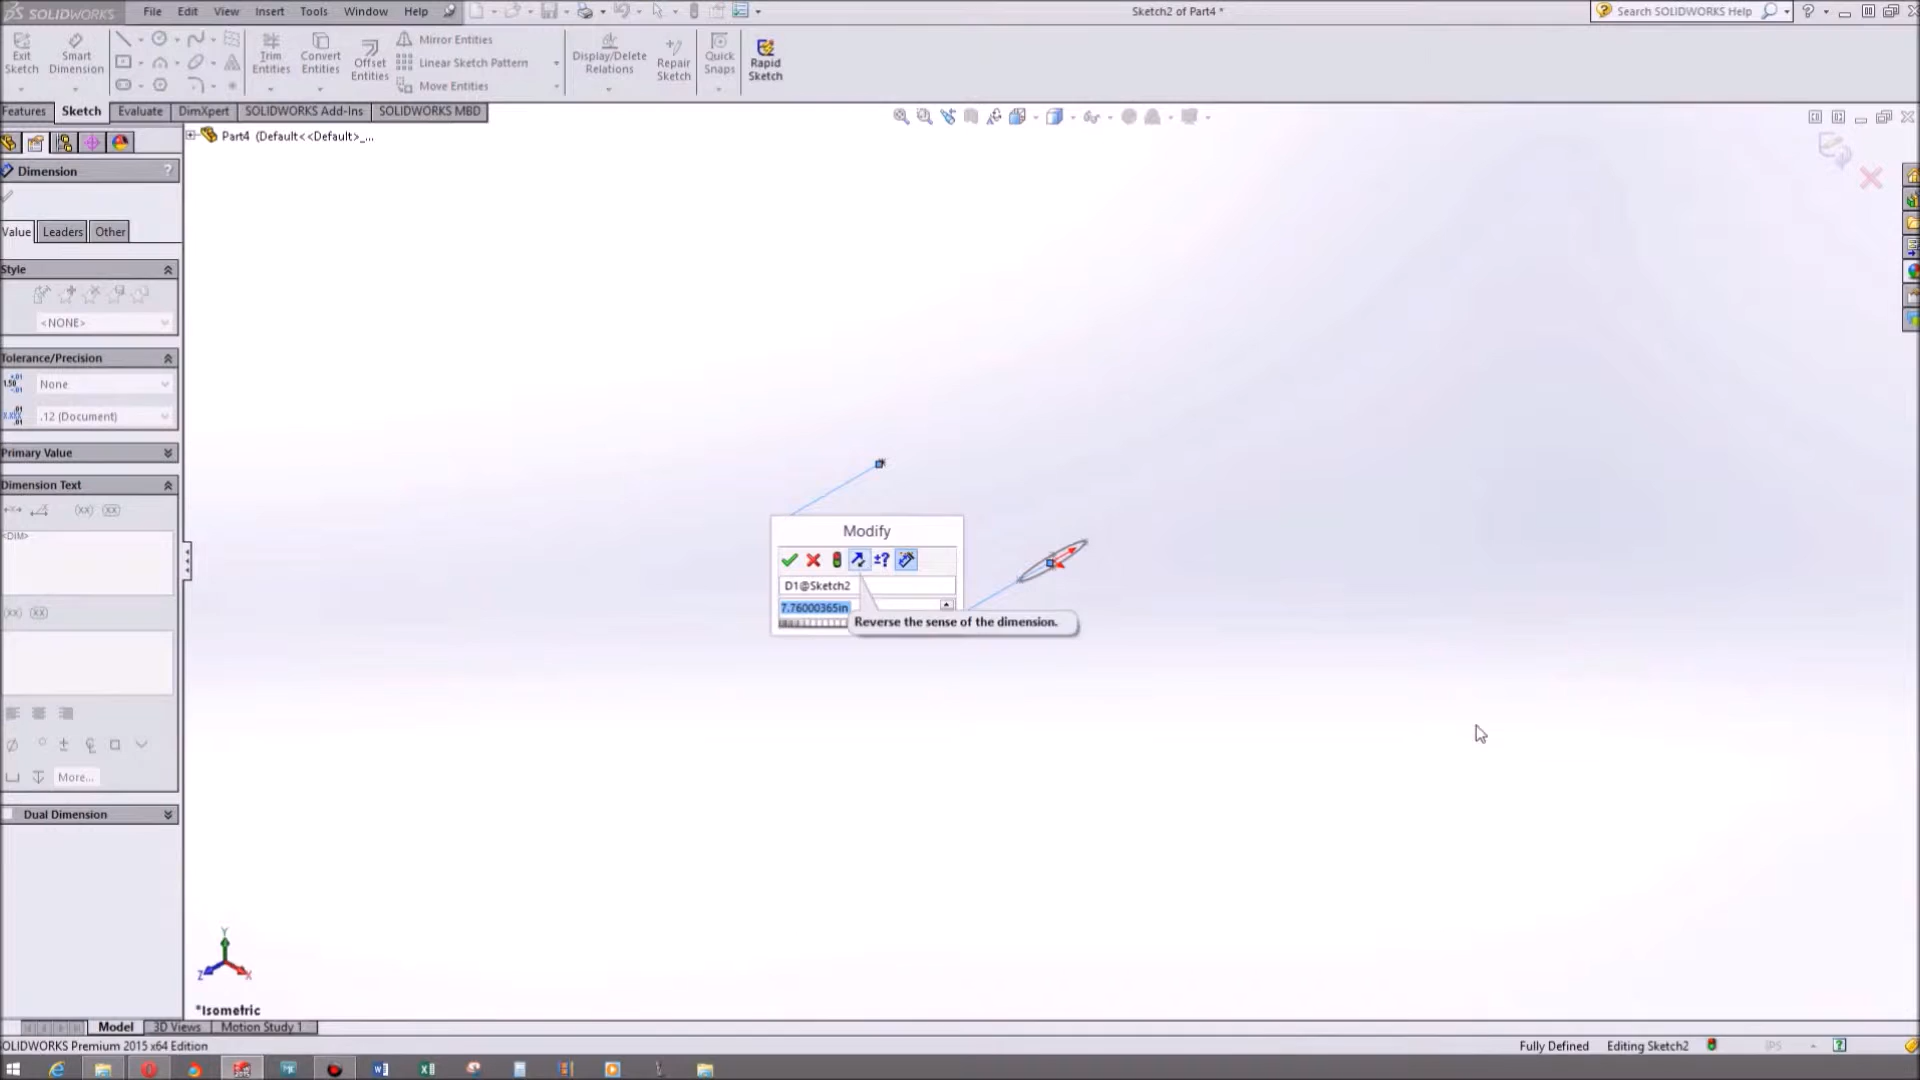 SOLIDWORKS File Edit View Insert Tools Window Help Sketch2 of Part4 * Search SOLIDWORKS Help
Exit Sketch
Smart Dimension
Trim Entities
Convert Entities
Offset Entities
Mirror Entities
Linear Sketch Pattern
Move Entities
Display/Delete Relations
Repair Sketch
Quick Snaps
Rapid Sketch
Features Sketch Evaluate DimXpert SOLIDWORKS Add-Ins SOLIDWORKS MBD
Part4 (Default<<Default>_...
Dimension ?
Value Leaders Other
Style
<NONE>
Tolerance/Precision
None
.12 (Document)
Primary Value
Dimension Text
(xx) (xx)
<DIM>
(xx) (xx)
More...
Dual Dimension
Modify
±?
D1@Sketch2
7.76000365in
Reverse the sense of the dimension.
Y
Z X
*Isometric
Model 3D Views Motion Study 1
SOLIDWORKS Premium 2015 x64 Edition Fully Defined Editing Sketch2 IPS